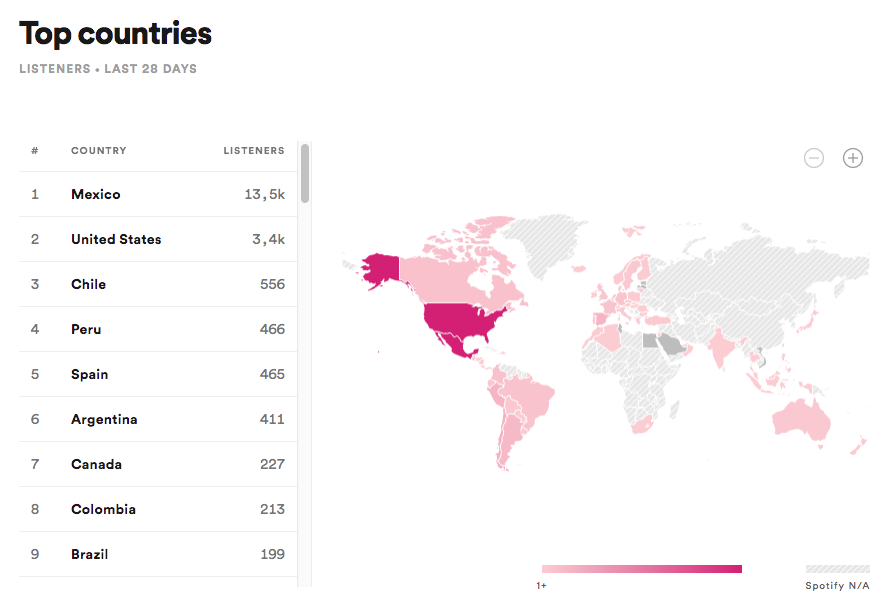 Top countries
LISTENERS • LAST 28 DAYS
# COUNTRY LISTENERS
1 Mexico 13,5k
2 United States 3,4k
3 Chile 556
4 Peru 466
5 Spain 465
6 Argentina 411
7 Canada 227
8 Colombia 213
9 Brazil 199
1+ Spotify N/A